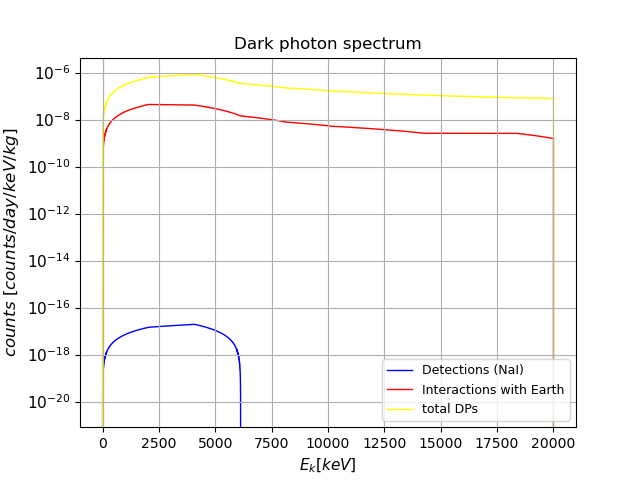 Dark photon spectrum
counts [counts/day/keV/kg]
10⁻⁶
10⁻⁸
10⁻¹⁰
10⁻¹²
10⁻¹⁴
10⁻¹⁶
10⁻¹⁸
10⁻²⁰
Detections (NaI)
Interactions with Earth
total DPs
0 2500 5000 7500 10000 12500 15000 17500 20000
Eₖ[keV]